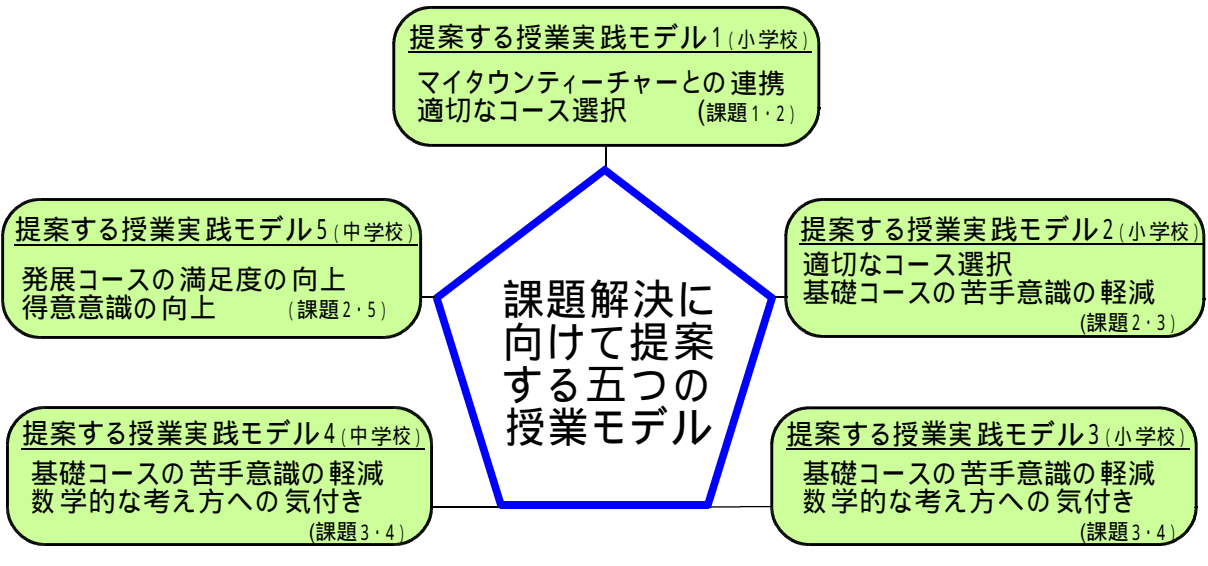 提案する授業実践モデル1(小学校)
マイタウンティーチャーとの連携
適切なコース選択 (課題1・2)
提案する授業実践モデル5(中学校)
発展コースの満足度の向上
得意意識の向上 (課題2・5)
提案する授業実践モデル2(小学校)
適切なコース選択
基礎コースの苦手意識の軽減
(課題2・3)
課題解決に
向けて提案
する五つの
授業モデル
提案する授業実践モデル4(中学校)
基礎コースの苦手意識の軽減
数学的な考え方への気付き
(課題3・4)
提案する授業実践モデル3(小学校)
基礎コースの苦手意識の軽減
数学的な考え方への気付き
(課題3・4)